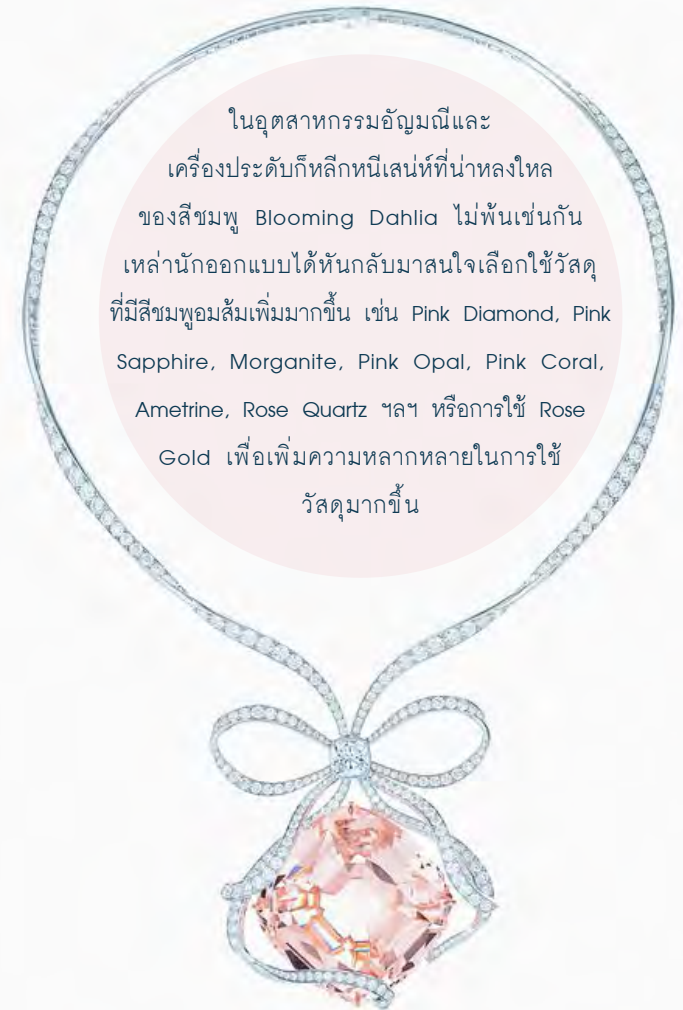 ในอุตสาหกรรมอัญมณีและ
เครื่องประดับก็หลีกหนีเสน่ห์ที่น่าหลงใหล
ของสีชมพู Blooming Dahlia ไม่พ้นเช่นกัน
เหล่านักออกแบบได้หันกลับมาสนใจเลือกใช้วัสดุ
ที่มีสีชมพูอมส้มเพิ่มมากขึ้น เช่น Pink Diamond, Pink
Sapphire, Morganite, Pink Opal, Pink Coral,
Ametrine, Rose Quartz ฯลฯ หรือการใช้ Rose
Gold เพื่อเพิ่มความหลากหลายในการใช้
วัสดุมากขึ้น